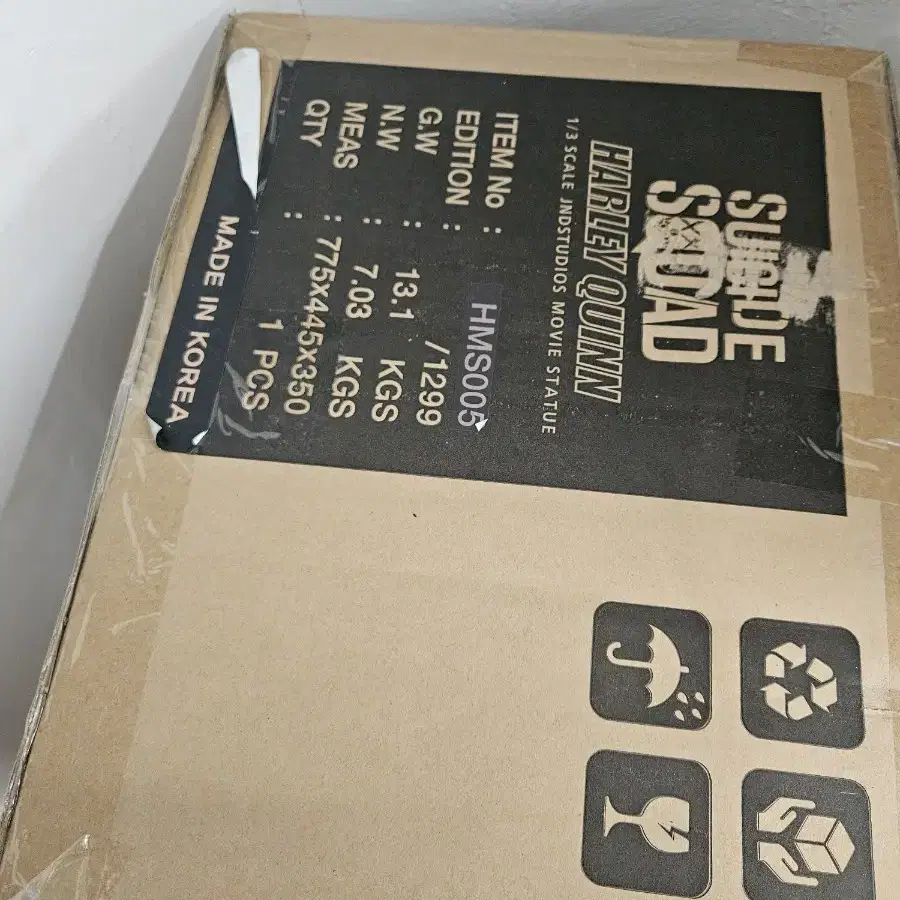 SUICIDE
SQUAD
HARLEY QUINN
1/3 SCALE JNDSTUDIOS MOVIE STATUE
ITEM No : HMS005
EDITION : /1299
G.W : 13.1 KGS
N.W : 7.03 KGS
MEAS : 775x445x350
QTY : 1 PCS
MADE IN KOREA